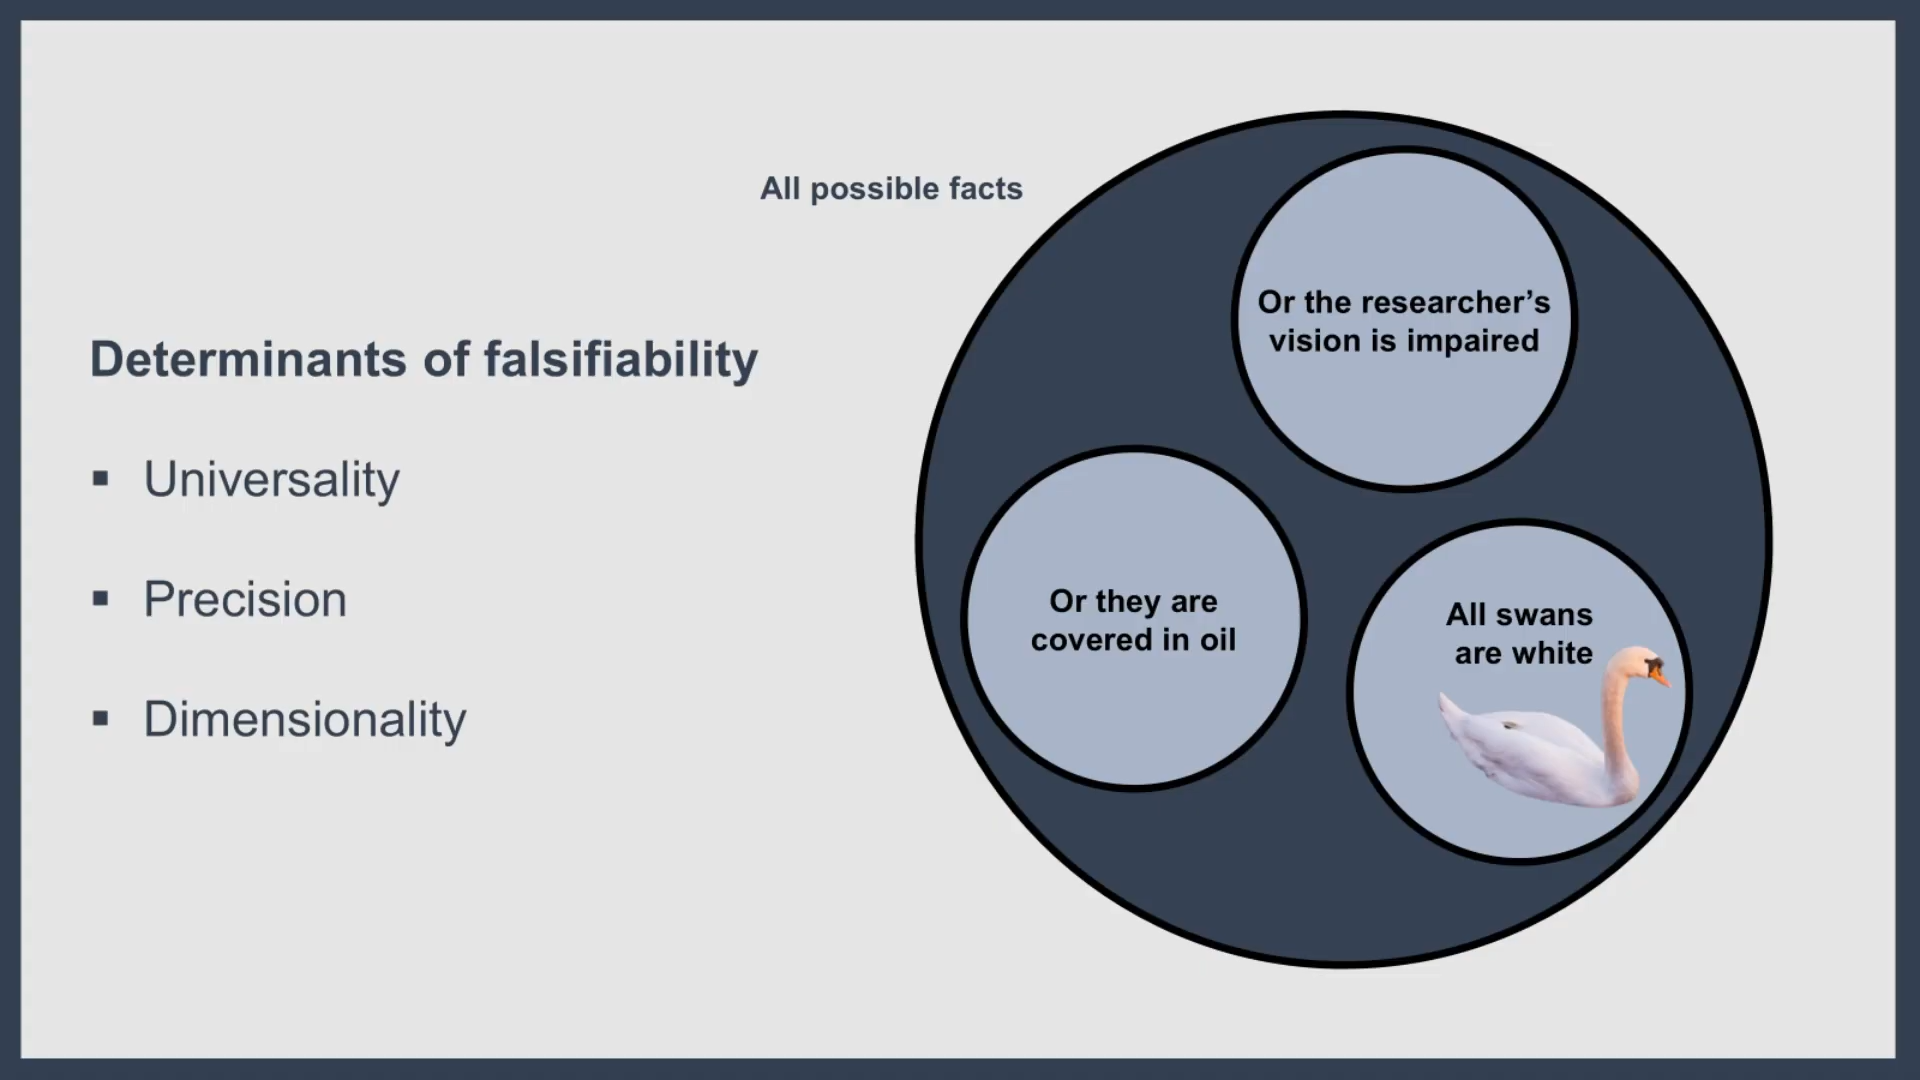 All possible facts
Determinants of falsifiability
▪ Universality
▪ Precision
▪ Dimensionality
Or the researcher’s
vision is impaired
Or they are
covered in oil
All swans
are white